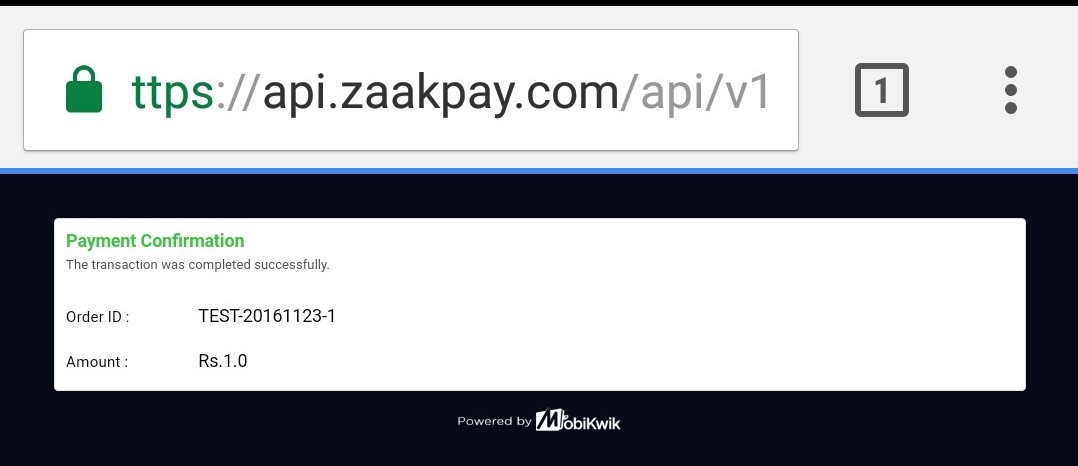 ttps://api.zaakpay.com/api/v1
1
Payment Confirmation
The transaction was completed successfully.
Order ID : TEST-20161123-1
Amount : Rs.1.0
Powered by MobiKwik